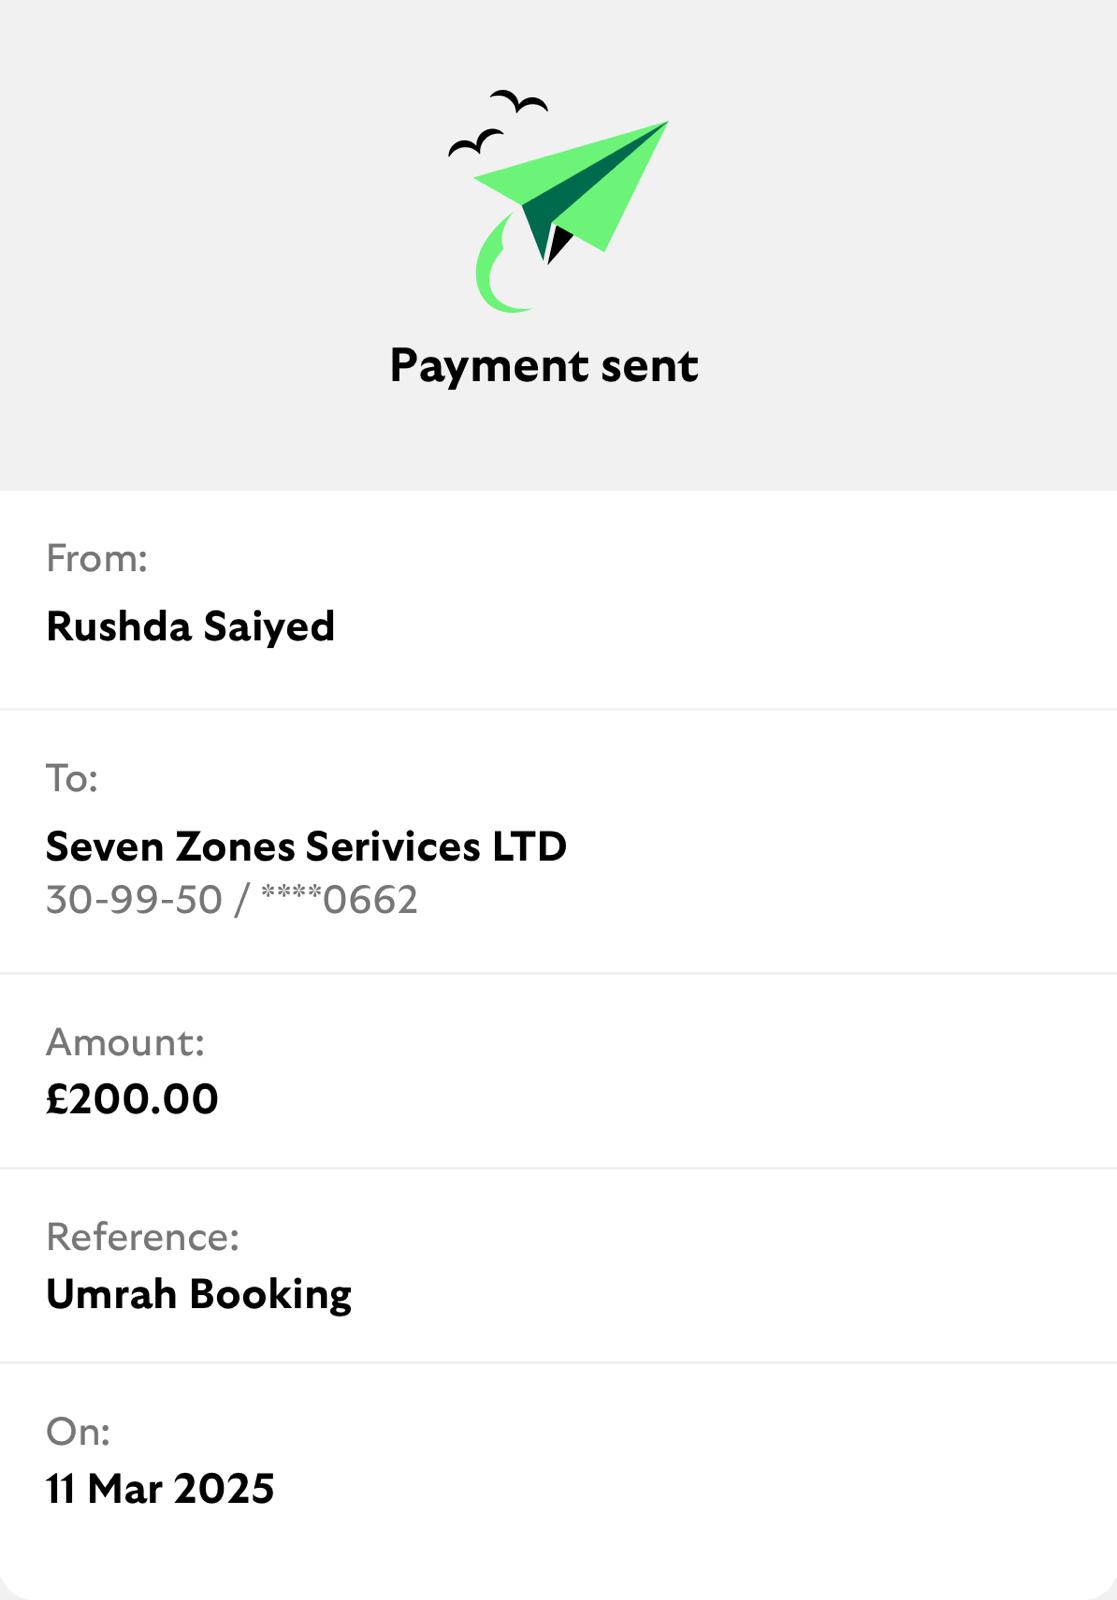 Payment sent
From:
Rushda Saiyed
To:
Seven Zones Serivices LTD
30-99-50 / ****0662
Amount:
£200.00
Reference:
Umrah Booking
On:
11 Mar 2025